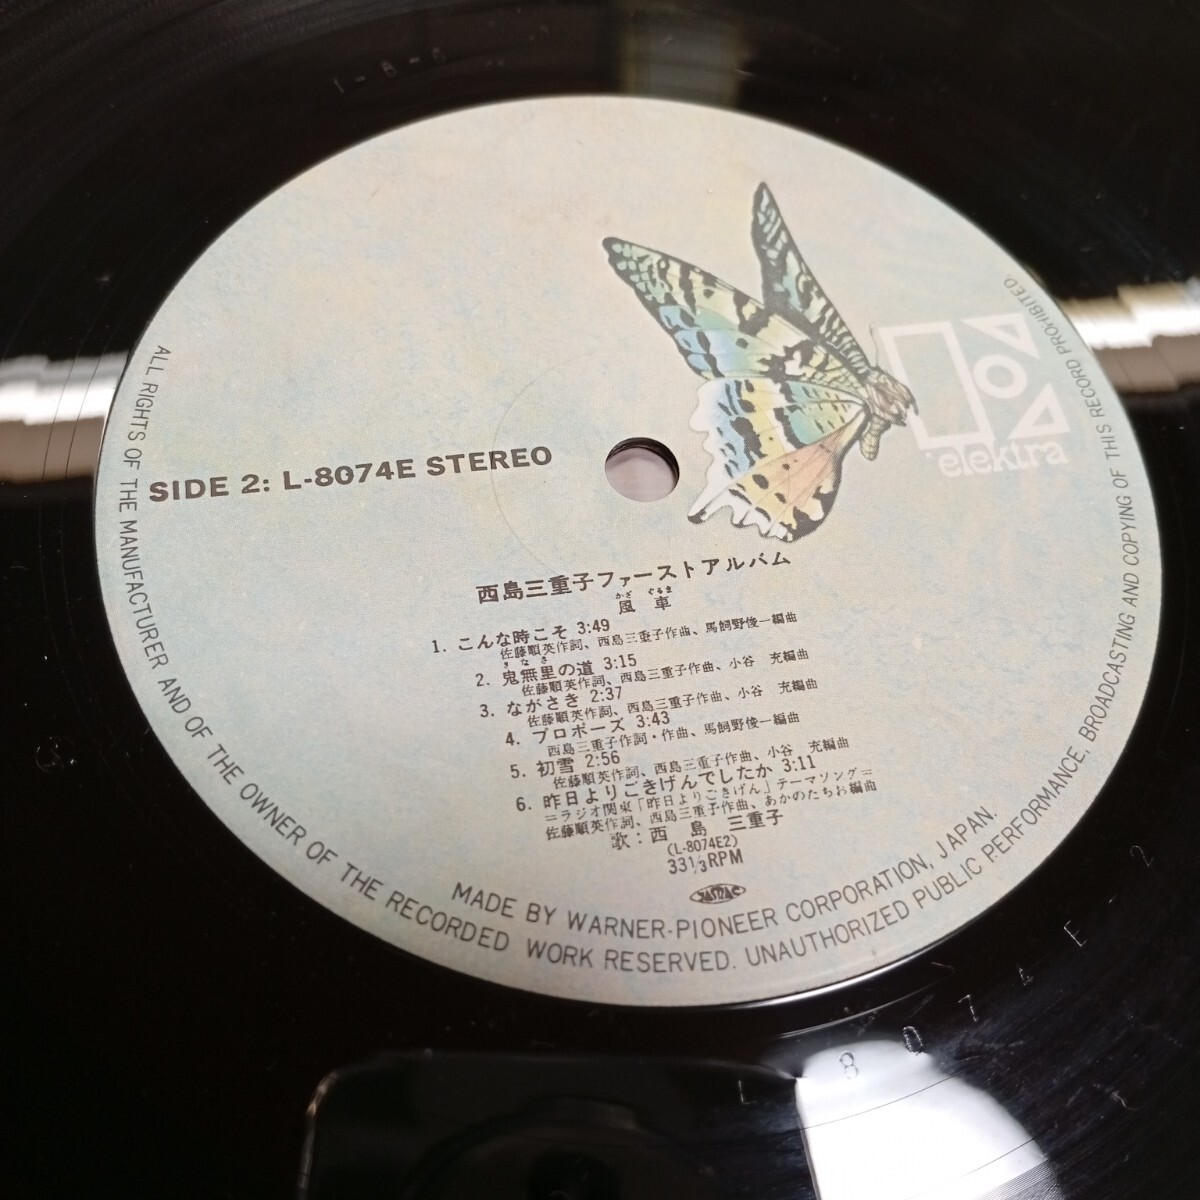 SIDE 2: L-8074E STEREO
elektra
西島三重子ファーストアルバム
かざ ぐるま
風 車
1. こんな時こそ 3:49
佐藤順英作詞、西島三重子作曲、馬飼野俊一編曲
きなさ
2. 鬼無里の道 3:15
佐藤順英作詞、西島三重子作曲、小谷 充編曲
3. ながさき 2:37
佐藤順英作詞、西島三重子作曲、小谷 充編曲
4. プロポーズ 3:43
西島三重子作詞・作曲、馬飼野俊一編曲
5. 初雪 2:56
佐藤順英作詞、西島三重子作曲、小谷 充編曲
6. 昨日よりごきげんでしたか 3:11
=ラジオ関東「昨日よりごきげん」テーマソング=
佐藤順英作詞、西島三重子作曲、あかのたちお編曲
歌：西 島 三重子
(L-8074E2)
33 1/3 RPM
JASRAC
MADE BY WARNER-PIONEER CORPORATION, JAPAN.
ALL RIGHTS OF THE MANUFACTURER AND OF THE OWNER OF THE RECORDED WORK RESERVED. UNAUTHORIZED PUBLIC PERFORMANCE, BROADCASTING AND COPYING OF THIS RECORD PROHIBITED.
L 8074E 2